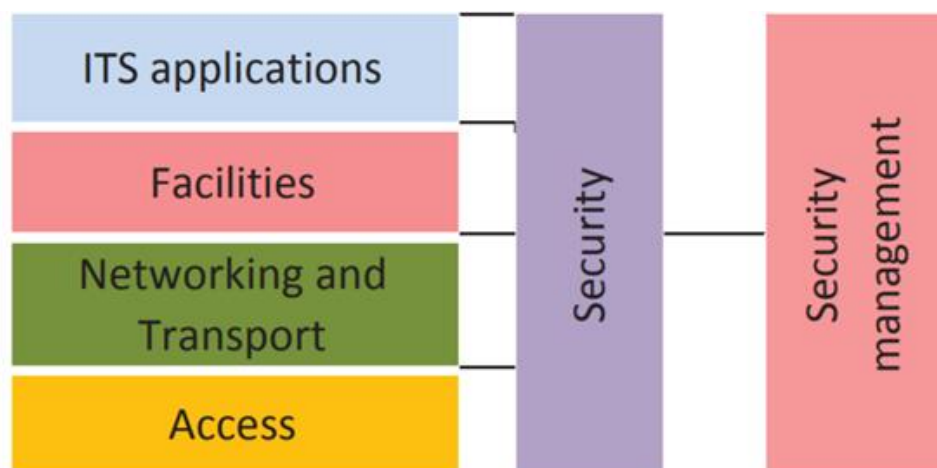 ITS applications
Facilities
Networking and
Transport
Access
Security
Security
management